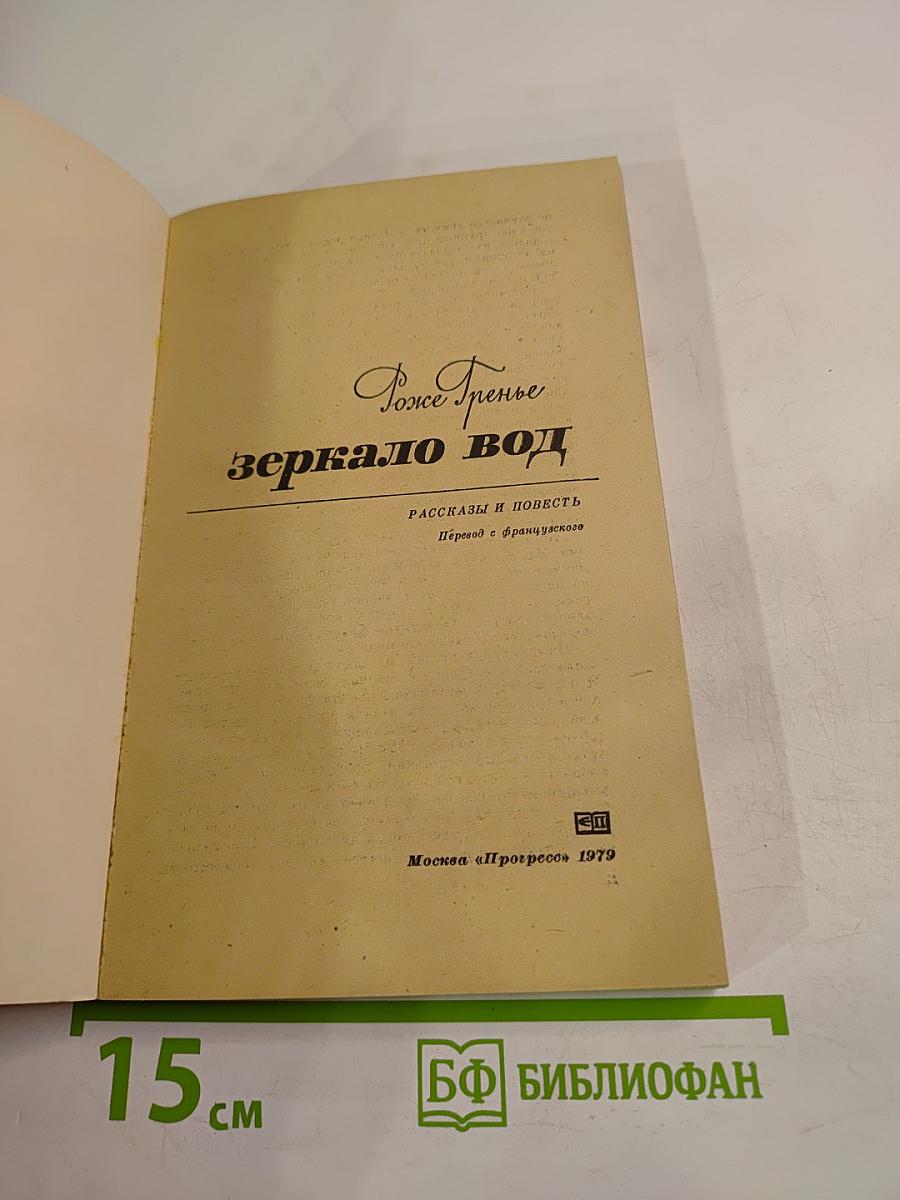 Роже Гренье
зеркало вод
РАССКАЗЫ И ПОВЕСТЬ
Перевод с французского
Москва «Прогресс» 1979
15 см
БФ БИБЛИОФАН